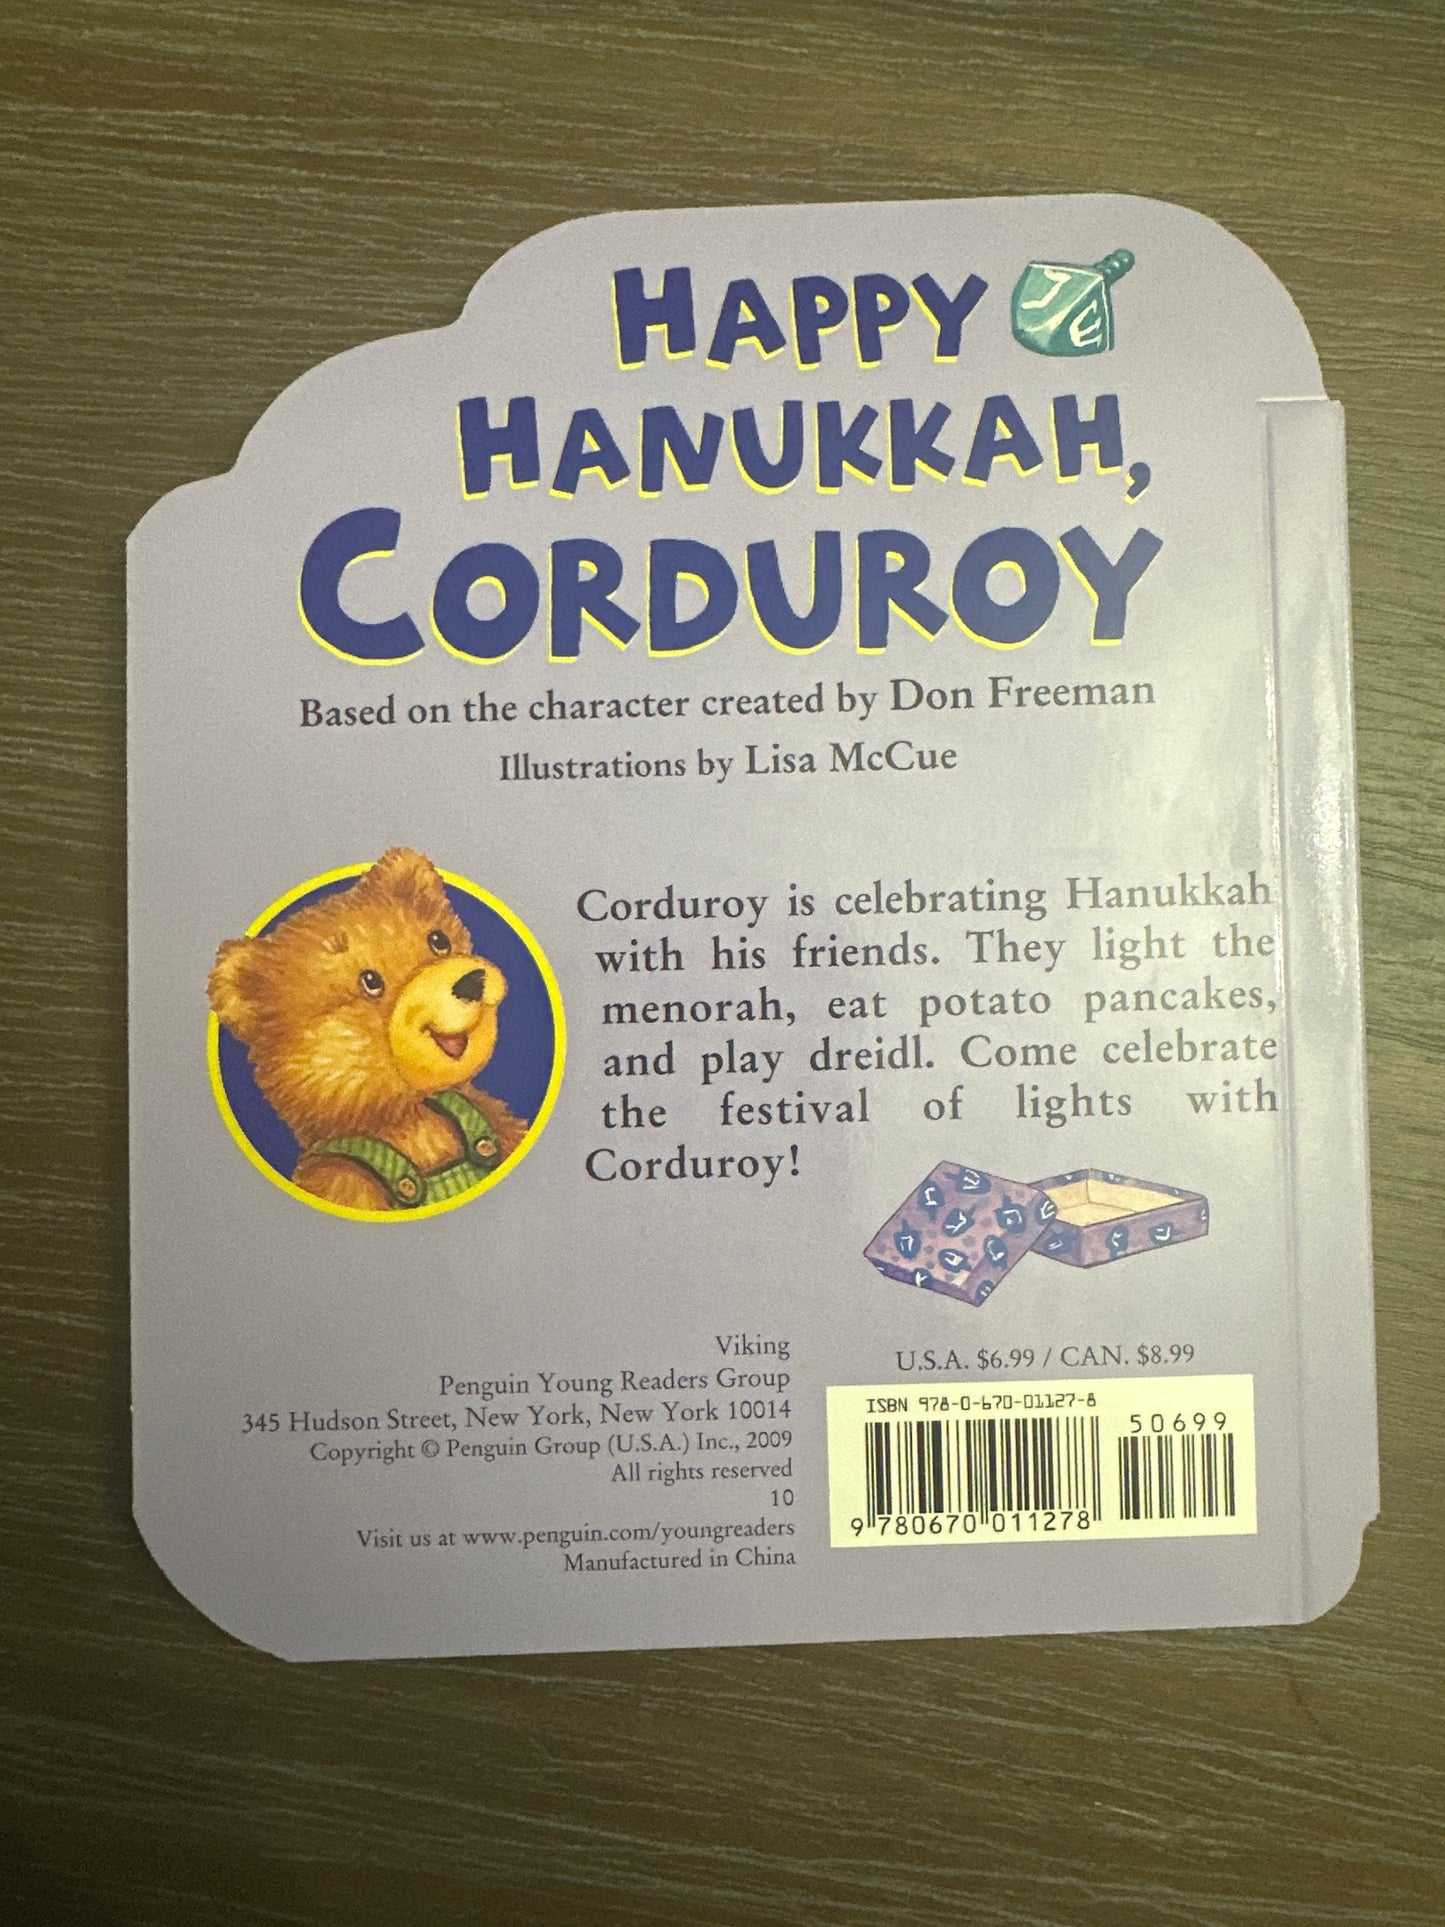 HAPPY
HANUKKAH,
CORDUROY
Based on the character created by Don Freeman
Illustrations by Lisa McCue
Corduroy is celebrating Hanukkah
with his friends. They light the
menorah, eat potato pancakes,
and play dreidl. Come celebrate
the festival of lights with
Corduroy!
Viking
Penguin Young Readers Group
345 Hudson Street, New York, New York 10014
Copyright © Penguin Group (U.S.A.) Inc., 2009
All rights reserved
10
Visit us at www.penguin.com/youngreaders
Manufactured in China
U.S.A. $6.99 / CAN. $8.99
ISBN 978-0-670-01127-8
50699
9 780670 011278